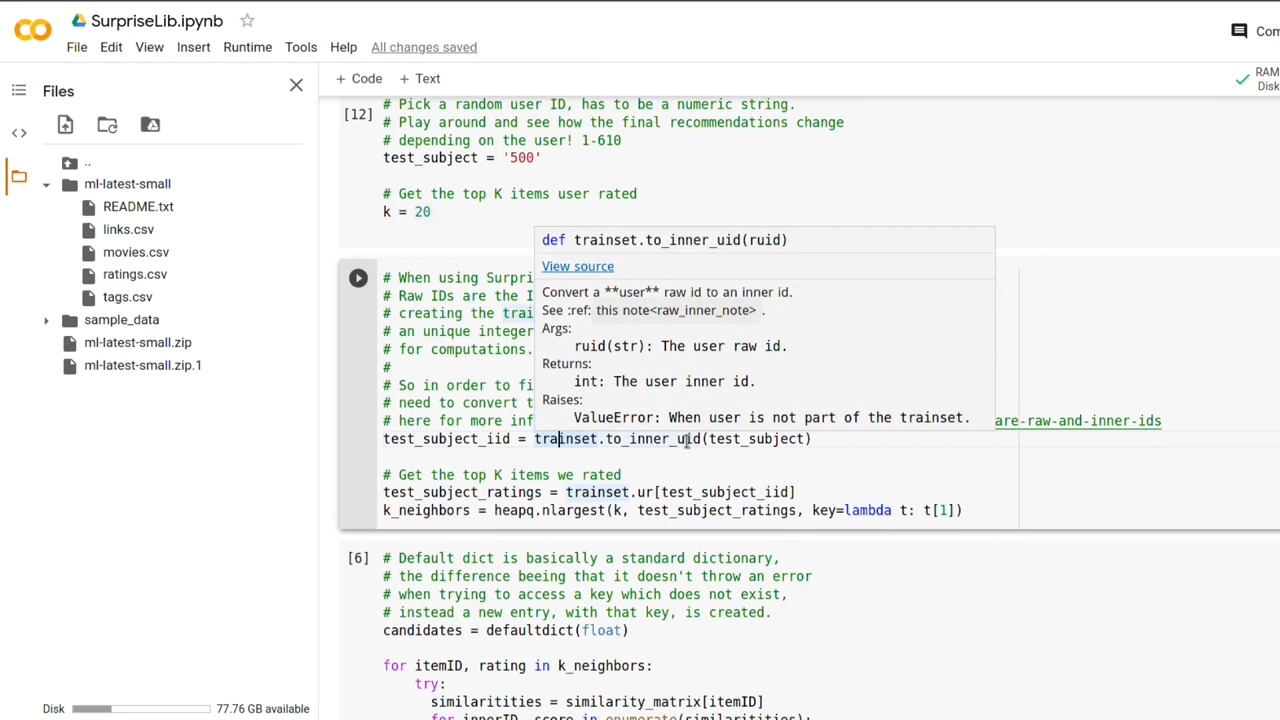 SurpriseLib.ipynb
File Edit View Insert Runtime Tools Help All changes saved
Com
Files
+ Code + Text
RAM
Disk
..
ml-latest-small
README.txt
links.csv
movies.csv
ratings.csv
tags.csv
sample_data
ml-latest-small.zip
ml-latest-small.zip.1
Disk 77.76 GB available
[12]
# Pick a random user ID, has to be a numeric string.
# Play around and see how the final recommendations change
# depending on the user! 1-610
test_subject = '500'
# Get the top K items user rated
k = 20
def trainset.to_inner_uid(ruid)
View source
Convert a **user** raw id to an inner id.
See :ref: this note<raw_inner_note> .
Args:
ruid(str): The user raw id.
Returns:
int: The user inner id.
Raises:
ValueError: When user is not part of the trainset.
# When using Surpri
# Raw IDs are the I
# creating the trai
# an unique integer
# for computations.
#
# So in order to fi
# need to convert t
# here for more inf are-raw-and-inner-ids
test_subject_iid = trainset.to_inner_uid(test_subject)
# Get the top K items we rated
test_subject_ratings = trainset.ur[test_subject_iid]
k_neighbors = heapq.nlargest(k, test_subject_ratings, key=lambda t: t[1])
[6]
# Default dict is basically a standard dictionary,
# the difference beeing that it doesn't throw an error
# when trying to access a key which does not exist,
# instead a new entry, with that key, is created.
candidates = defaultdict(float)
for itemID, rating in k_neighbors:
try:
similaritities = similarity_matrix[itemID]
for innerID, score in enumerate(similaritities):